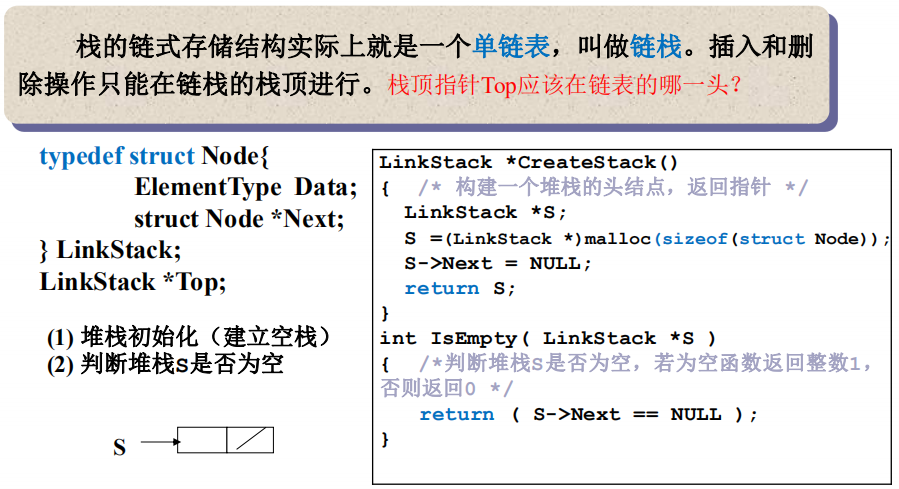 栈的链式存储结构实际上就是一个单链表，叫做链栈。插入和删
除操作只能在链栈的栈顶进行。栈顶指针Top应该在链表的哪一头？
typedef struct Node{
ElementType Data;
struct Node *Next;
} LinkStack;
LinkStack *Top;
(1) 堆栈初始化（建立空栈）
(2) 判断堆栈S是否为空
S
LinkStack *CreateStack()
{ /* 构建一个堆栈的头结点，返回指针 */
LinkStack *S;
S =(LinkStack *)malloc(sizeof(struct Node));
S->Next = NULL;
return S;
}
int IsEmpty( LinkStack *S )
{ /*判断堆栈S是否为空，若为空函数返回整数1，
否则返回0 */
return ( S->Next == NULL );
}